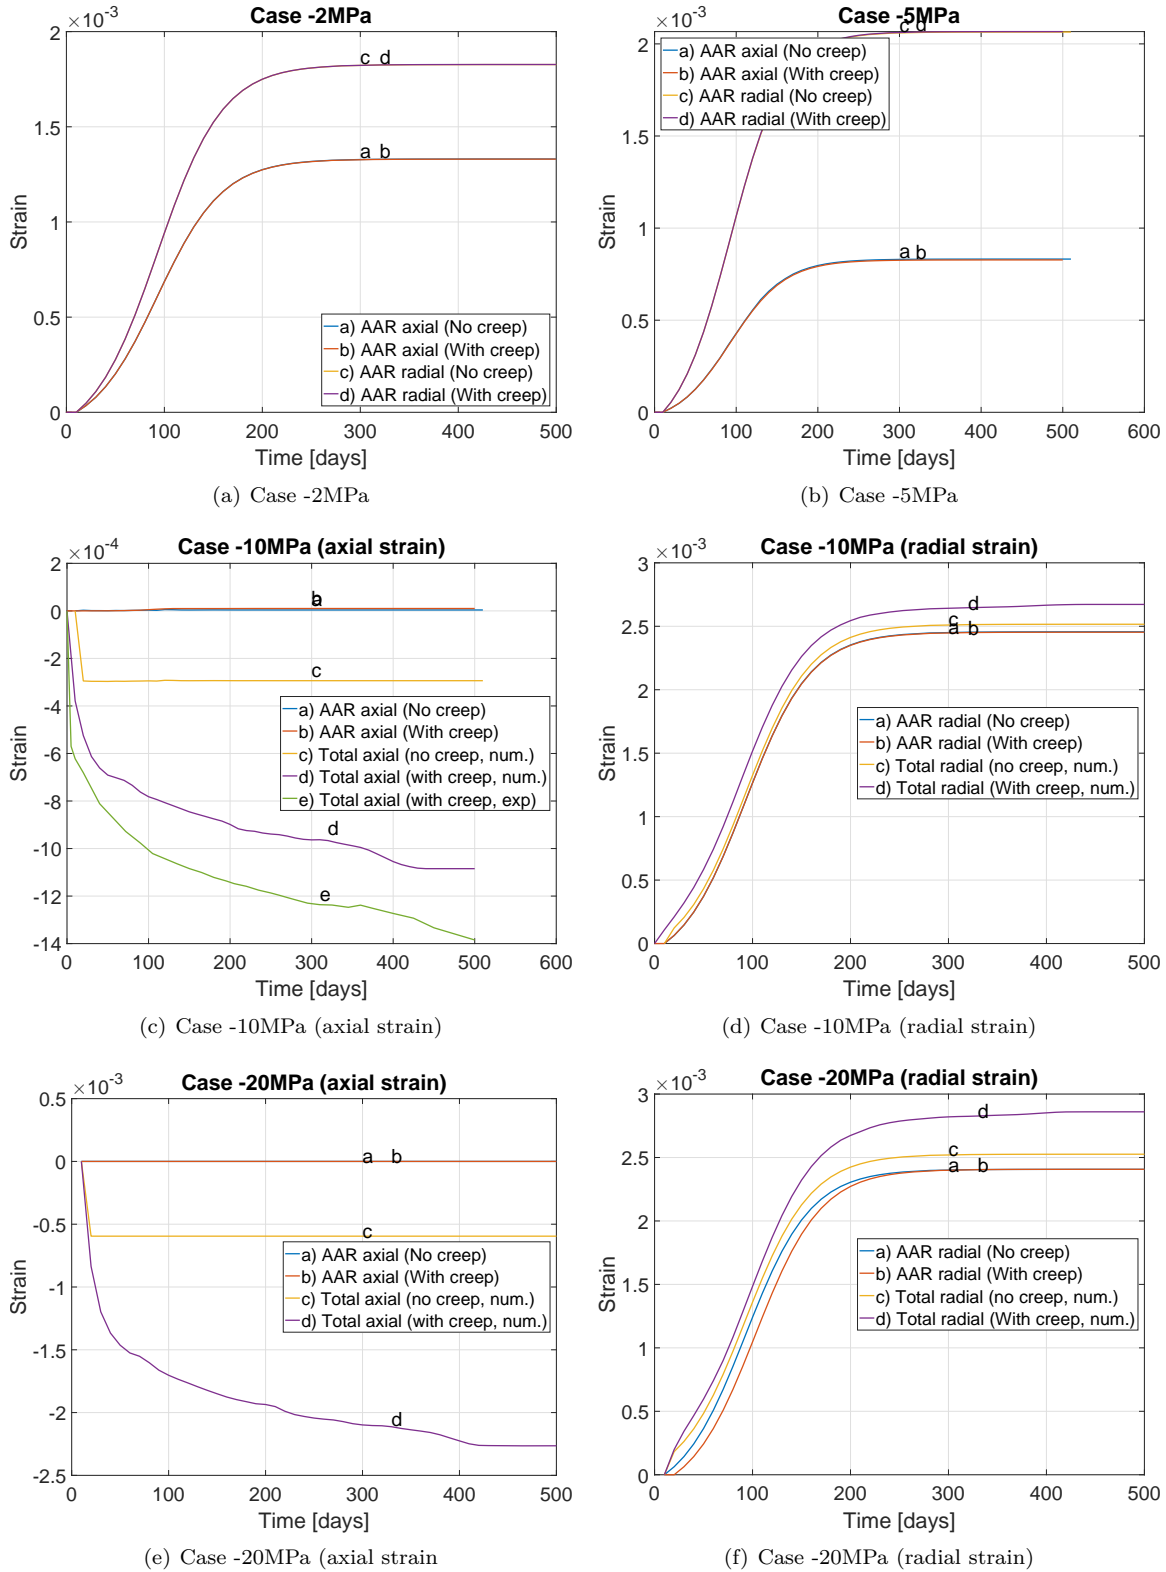 Case -2MPa
×10^-3
2
1.5
1
0.5
0
Strain
c d
a b
a) AAR axial (No creep)
b) AAR axial (With creep)
c) AAR radial (No creep)
d) AAR radial (With creep)
0 100 200 300 400 500
Time [days]
(a) Case -2MPa
Case -5MPa
×10^-3
2
1.5
1
0.5
0
Strain
c d
a) AAR axial (No creep)
b) AAR axial (With creep)
c) AAR radial (No creep)
d) AAR radial (With creep)
a b
0 100 200 300 400 500 600
Time [days]
(b) Case -5MPa
Case -10MPa (axial strain)
×10^-4
2
0
-2
-4
-6
-8
-10
-12
-14
Strain
b
a
c
a) AAR axial (No creep)
b) AAR axial (With creep)
c) Total axial (no creep, num.)
d) Total axial (with creep, num.)
e) Total axial (with creep, exp)
d
e
0 100 200 300 400 500 600
Time [days]
(c) Case -10MPa (axial strain)
Case -10MPa (radial strain)
×10^-3
3
2.5
2
1.5
1
0.5
0
Strain
d
c
a b
a) AAR radial (No creep)
b) AAR radial (With creep)
c) Total radial (no creep, num.)
d) Total radial (With creep, num.)
0 100 200 300 400 500
Time [days]
(d) Case -10MPa (radial strain)
Case -20MPa (axial strain)
×10^-3
0.5
0
-0.5
-1
-1.5
-2
-2.5
Strain
a b
c
a) AAR axial (No creep)
b) AAR axial (With creep)
c) Total axial (no creep, num.)
d) Total axial (with creep, num.)
d
0 100 200 300 400 500
Time [days]
(e) Case -20MPa (axial strain
Case -20MPa (radial strain)
×10^-3
3
2.5
2
1.5
1
0.5
0
Strain
d
c
a b
a) AAR radial (No creep)
b) AAR radial (With creep)
c) Total radial (no creep, num.)
d) Total radial (With creep, num.)
0 100 200 300 400 500
Time [days]
(f) Case -20MPa (radial strain)